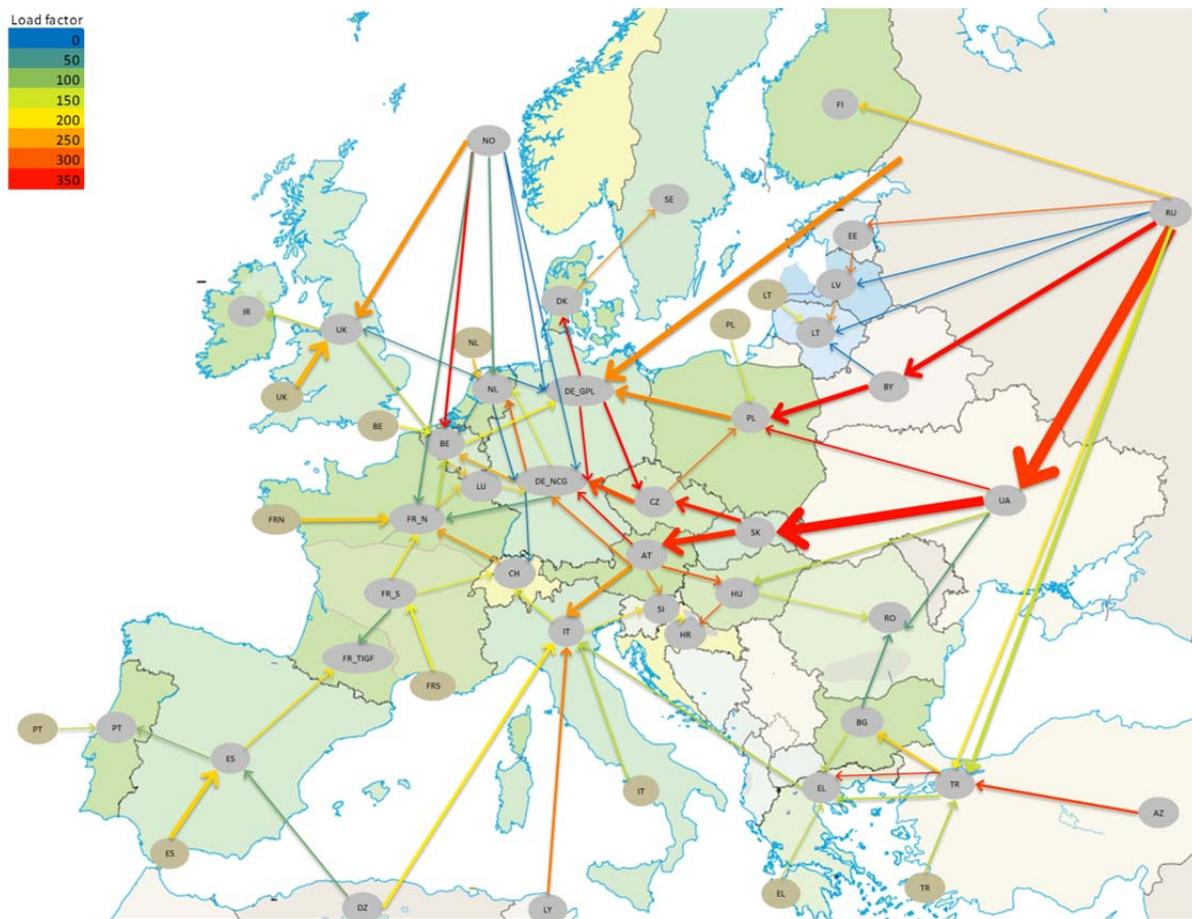 Load factor
0
50
100
150
200
250
300
350
FI
NO
SE
RU
EE
LV
LT
DK
IR
PL
LT
UK
NL
BY
NL
DE_GPL
UK
PL
BE
BE
LU
DE_NCG
CZ
UA
FRN
FR_N
SK
AT
CH
FR_S
HU
SI
RO
IT
HR
FR_TIGF
FRS
PT
PT
BG
ES
EL
TR
IT
AZ
ES
EL
TR
DZ
LY